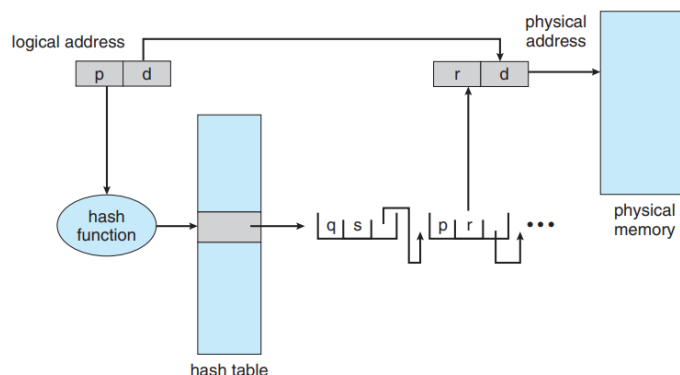 logical address
physical
address
p d
r d
hash
function
q s
p r
•••
physical
memory
hash table